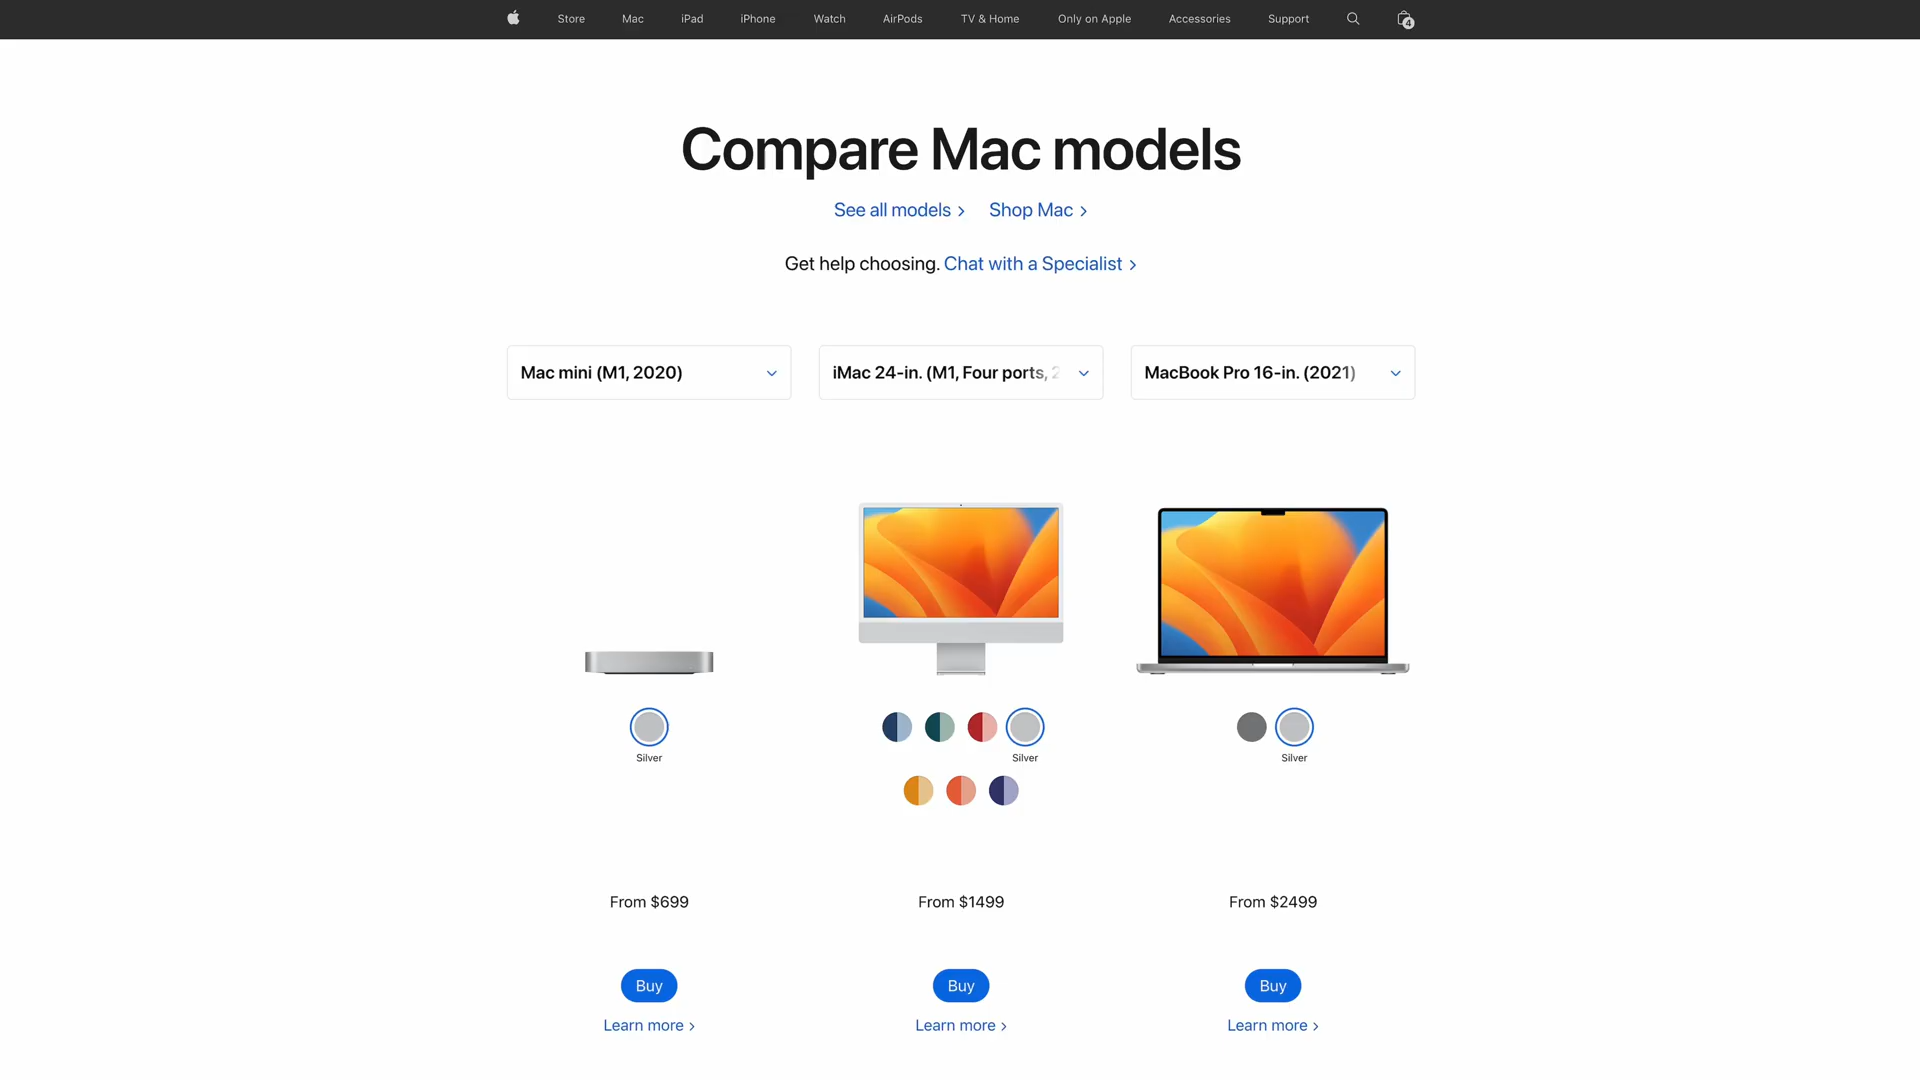 Store Mac iPad iPhone Watch AirPods TV & Home Only on Apple Accessories Support 4
Compare Mac models
See all models > Shop Mac >
Get help choosing. Chat with a Specialist >
Mac mini (M1, 2020) iMac 24-in. (M1, Four ports, MacBook Pro 16-in. (2021)
Silver Silver Silver
From $699 From $1499 From $2499
Buy Buy Buy
Learn more > Learn more > Learn more >